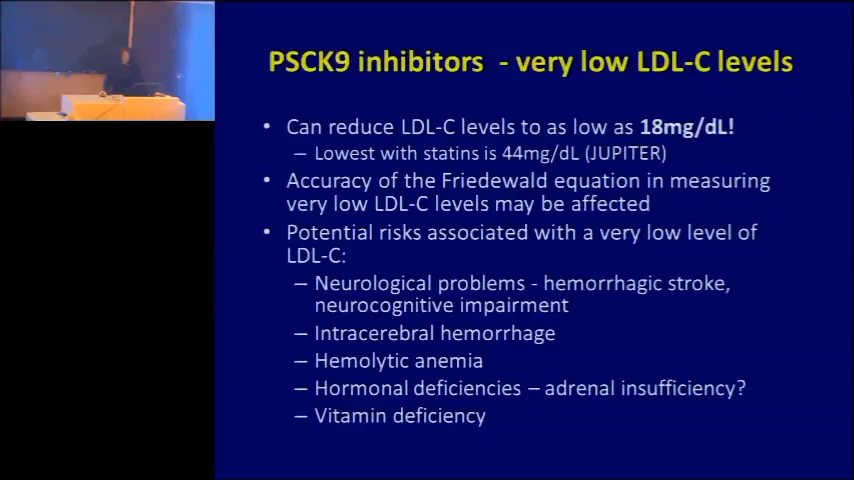 PSCK9 inhibitors - very low LDL-C levels
• Can reduce LDL-C levels to as low as 18mg/dL!
– Lowest with statins is 44mg/dL (JUPITER)
• Accuracy of the Friedewald equation in measuring
very low LDL-C levels may be affected
• Potential risks associated with a very low level of
LDL-C:
– Neurological problems - hemorrhagic stroke,
neurocognitive impairment
– Intracerebral hemorrhage
– Hemolytic anemia
– Hormonal deficiencies – adrenal insufficiency?
– Vitamin deficiency